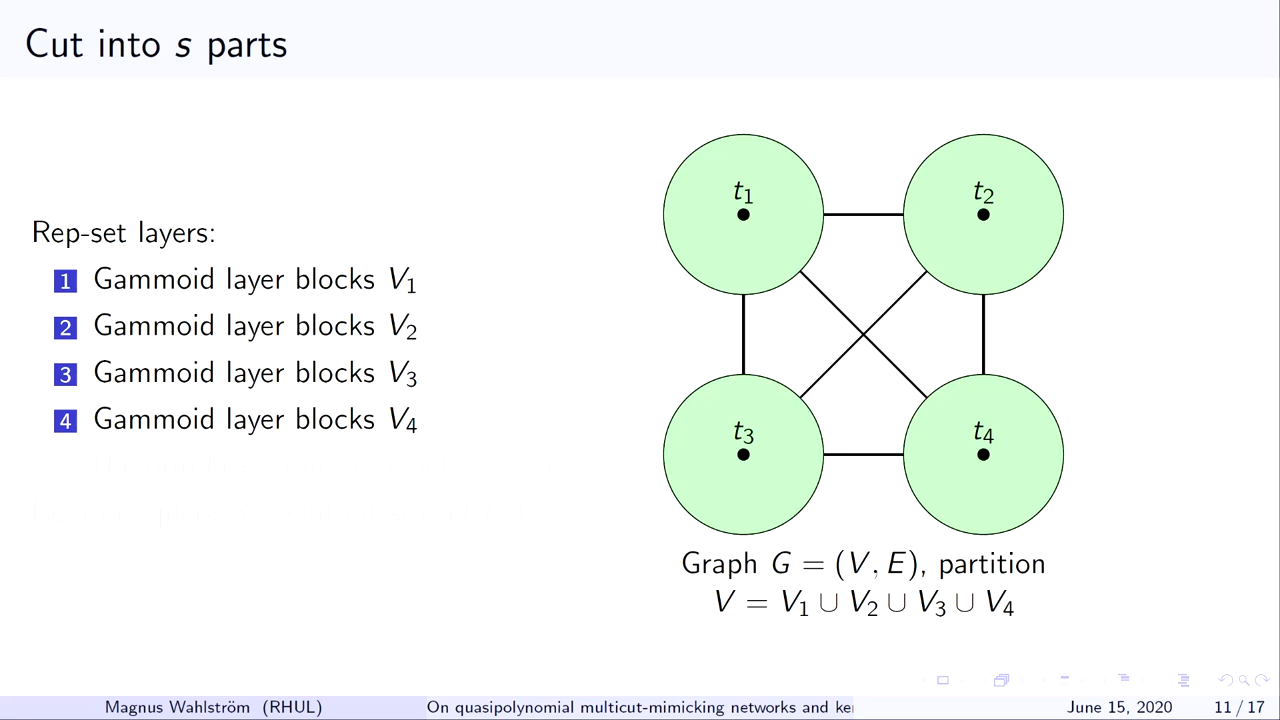 Cut into s parts
Rep-set layers:
1 Gammoid layer blocks V1
2 Gammoid layer blocks V2
3 Gammoid layer blocks V3
4 Gammoid layer blocks V4
t1
t2
t3
t4
Graph G = (V, E), partition
V = V1 ∪ V2 ∪ V3 ∪ V4
Magnus Wahlström (RHUL) On quasipolynomial multicut-mimicking networks and ke June 15, 2020 11 / 17